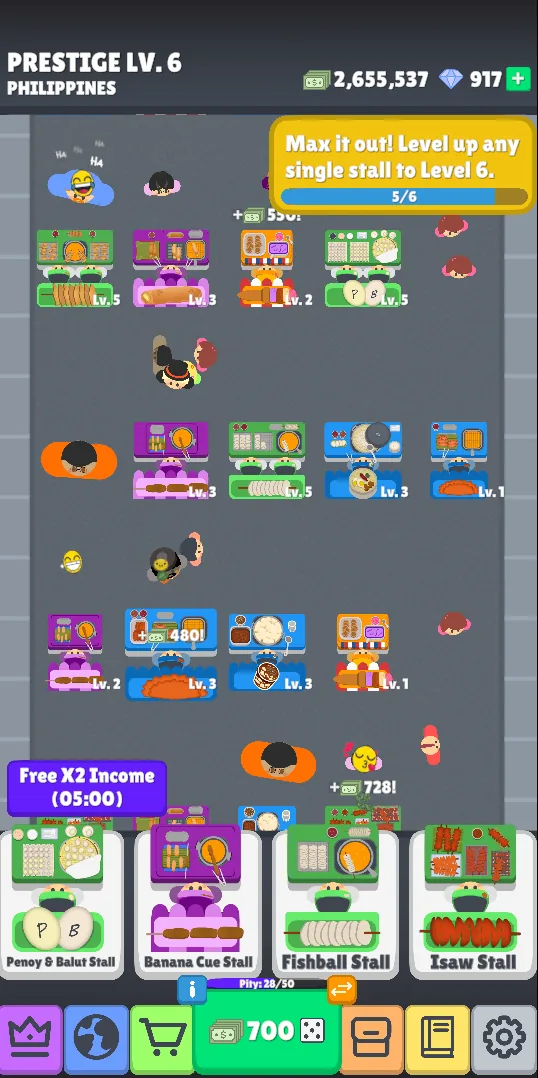 PRESTIGE LV. 6
PHILIPPINES
2,655,537
917
+
Max it out! Level up any
single stall to Level 6.
5/6
HA HA HA
+ 550!
Lv. 5
Lv. 3
Lv. 2
P B
Lv. 5
Lv. 3
Lv. 5
Lv. 3
Lv. 1
+ 480!
Lv. 2
Lv. 3
Lv. 3
Lv. 1
Free X2 Income
(05:00)
+ 728!
P B
Penoy & Balut Stall
Banana Cue Stall
Fishball Stall
Isaw Stall
i
Pity: 28/50
700